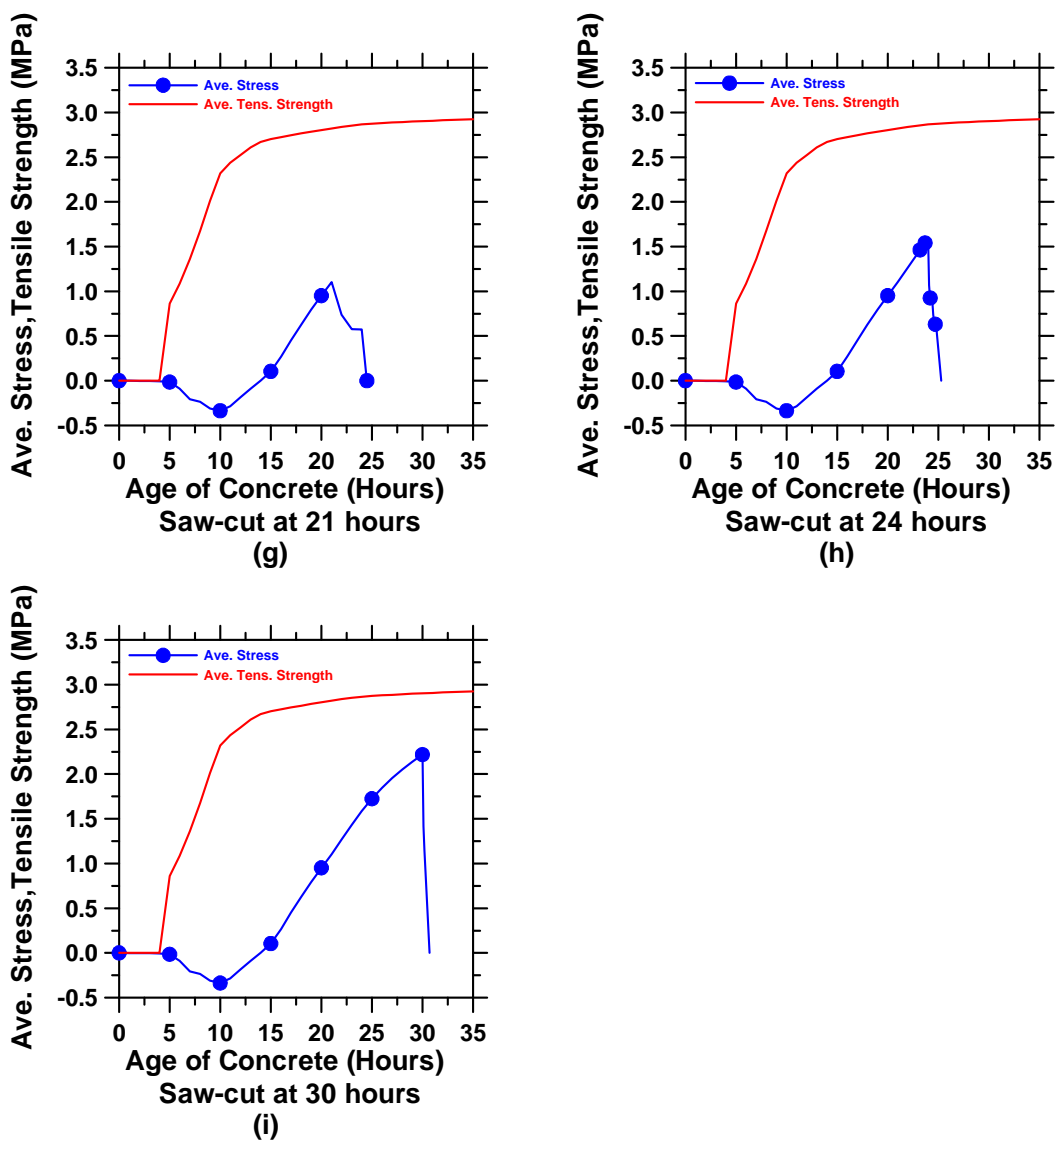 Ave. Stress,Tensile Strength (MPa)
3.5
3.0
2.5
2.0
1.5
1.0
0.5
0.0
-0.5
Ave. Stress
Ave. Tens. Strength
0 5 10 15 20 25 30 35
Age of Concrete (Hours)
Saw-cut at 21 hours
(g)
Ave. Stress,Tensile Strength (MPa)
3.5
3.0
2.5
2.0
1.5
1.0
0.5
0.0
-0.5
Ave. Stress
Ave. Tens. Strength
0 5 10 15 20 25 30 35
Age of Concrete (Hours)
Saw-cut at 24 hours
(h)
Ave. Stress,Tensile Strength (MPa)
3.5
3.0
2.5
2.0
1.5
1.0
0.5
0.0
-0.5
Ave. Stress
Ave. Tens. Strength
0 5 10 15 20 25 30 35
Age of Concrete (Hours)
Saw-cut at 30 hours
(i)